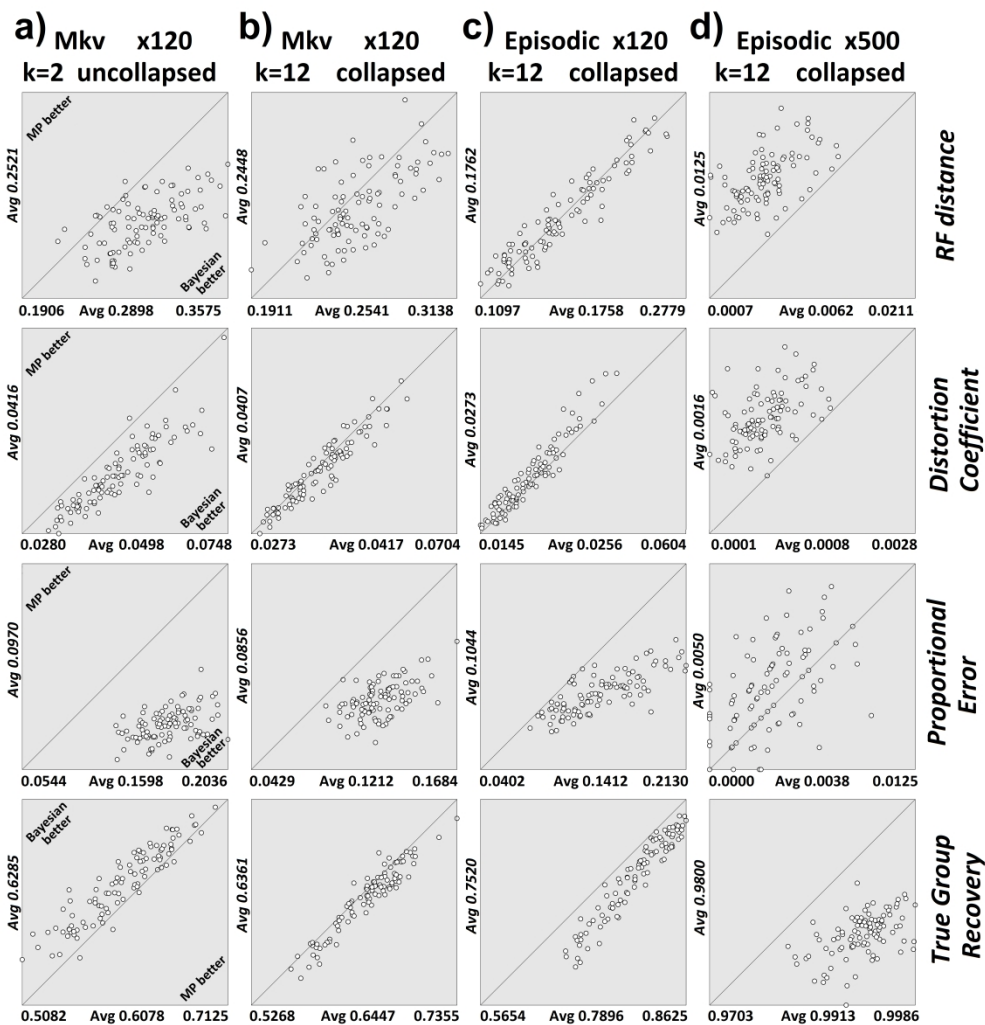 a) Mkv x120
k=2 uncollapsed
b) Mkv x120
k=12 collapsed
c) Episodic x120
k=12 collapsed
d) Episodic x500
k=12 collapsed
MP better
Bayesian
better
Avg 0.2521
0.1906 Avg 0.2898 0.3575
Avg 0.2448
0.1911 Avg 0.2541 0.3138
Avg 0.1762
0.1097 Avg 0.1758 0.2779
Avg 0.0125
0.0007 Avg 0.0062 0.0211
RF distance
MP better
Bayesian
better
Avg 0.0416
0.0280 Avg 0.0498 0.0748
Avg 0.0407
0.0273 Avg 0.0417 0.0704
Avg 0.0273
0.0145 Avg 0.0256 0.0604
Avg 0.0016
0.0001 Avg 0.0008 0.0028
Distortion
Coefficient
MP better
Bayesian
better
Avg 0.0970
0.0544 Avg 0.1598 0.2036
Avg 0.0856
0.0429 Avg 0.1212 0.1684
Avg 0.1044
0.0402 Avg 0.1412 0.2130
Avg 0.0050
0.0000 Avg 0.0038 0.0125
Proportional
Error
Bayesian
better
MP better
Avg 0.6285
0.5082 Avg 0.6078 0.7125
Avg 0.6361
0.5268 Avg 0.6447 0.7355
Avg 0.7520
0.5654 Avg 0.7896 0.8625
Avg 0.9800
0.9703 Avg 0.9913 0.9986
True Group
Recovery